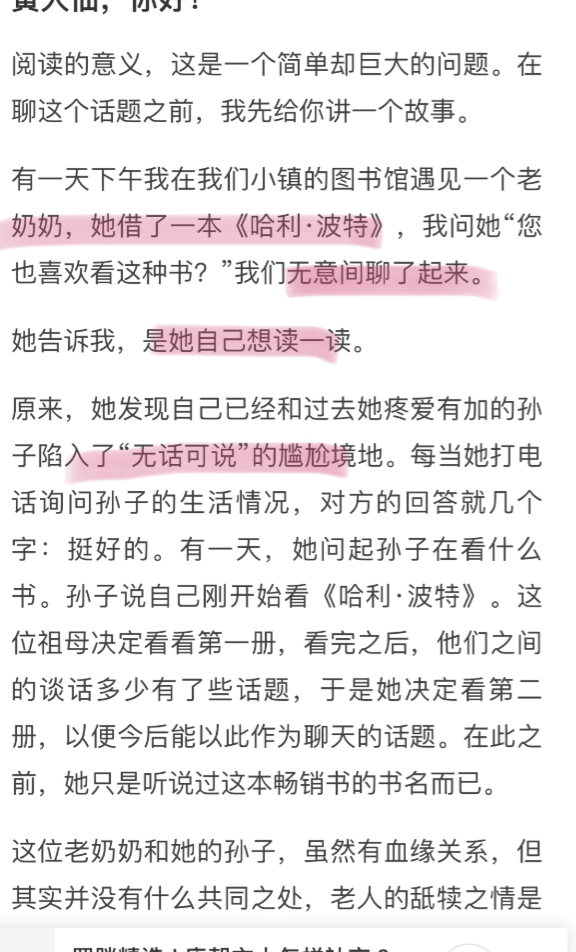 黄大仙，你好！
阅读的意义，这是一个简单却巨大的问题。在
聊这个话题之前，我先给你讲一个故事。
有一天下午我在我们小镇的图书馆遇见一个老
奶奶，她借了一本《哈利·波特》，我问她“您
也喜欢看这种书？”我们无意间聊了起来。
她告诉我，是她自己想读一读。
原来，她发现自己已经和过去她疼爱有加的孙
子陷入了“无话可说”的尴尬境地。每当她打电
话询问孙子的生活情况，对方的回答就几个
字：挺好的。有一天，她问起孙子在看什么
书。孙子说自己刚开始看《哈利·波特》。这
位祖母决定看看第一册，看完之后，他们之间
的谈话多少有了些话题，于是她决定看第二
册，以便今后能以此作为聊天的话题。在此之
前，她只是听说过这本畅销书的书名而已。
这位老奶奶和她的孙子，虽然有血缘关系，但
其实并没有什么共同之处，老人的舐犊之情是